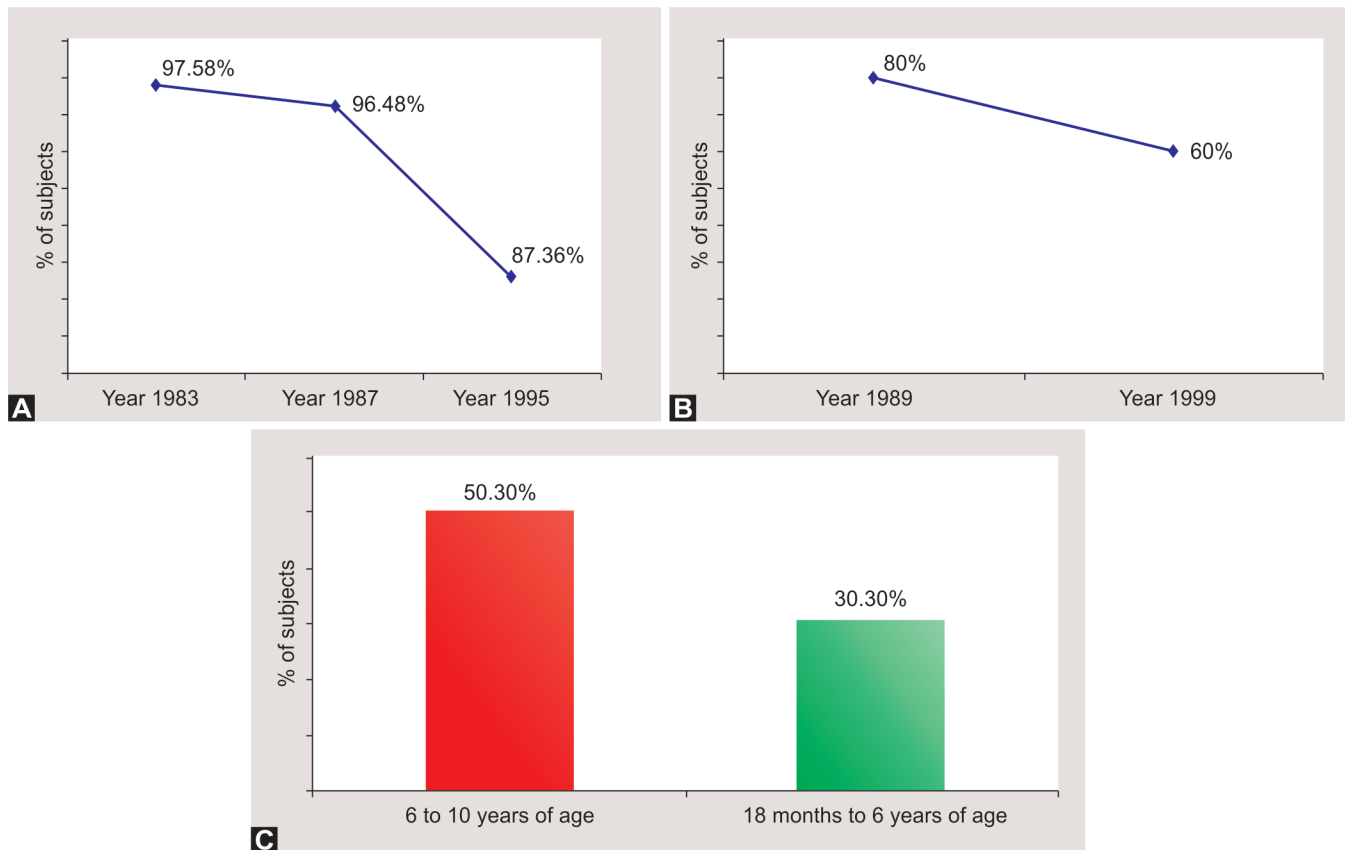 97.58%
96.48%
87.36%
% of subjects
Year 1983 Year 1987 Year 1995
A
80%
60%
% of subjects
Year 1989 Year 1999
B
50.30%
30.30%
% of subjects
6 to 10 years of age 18 months to 6 years of age
C